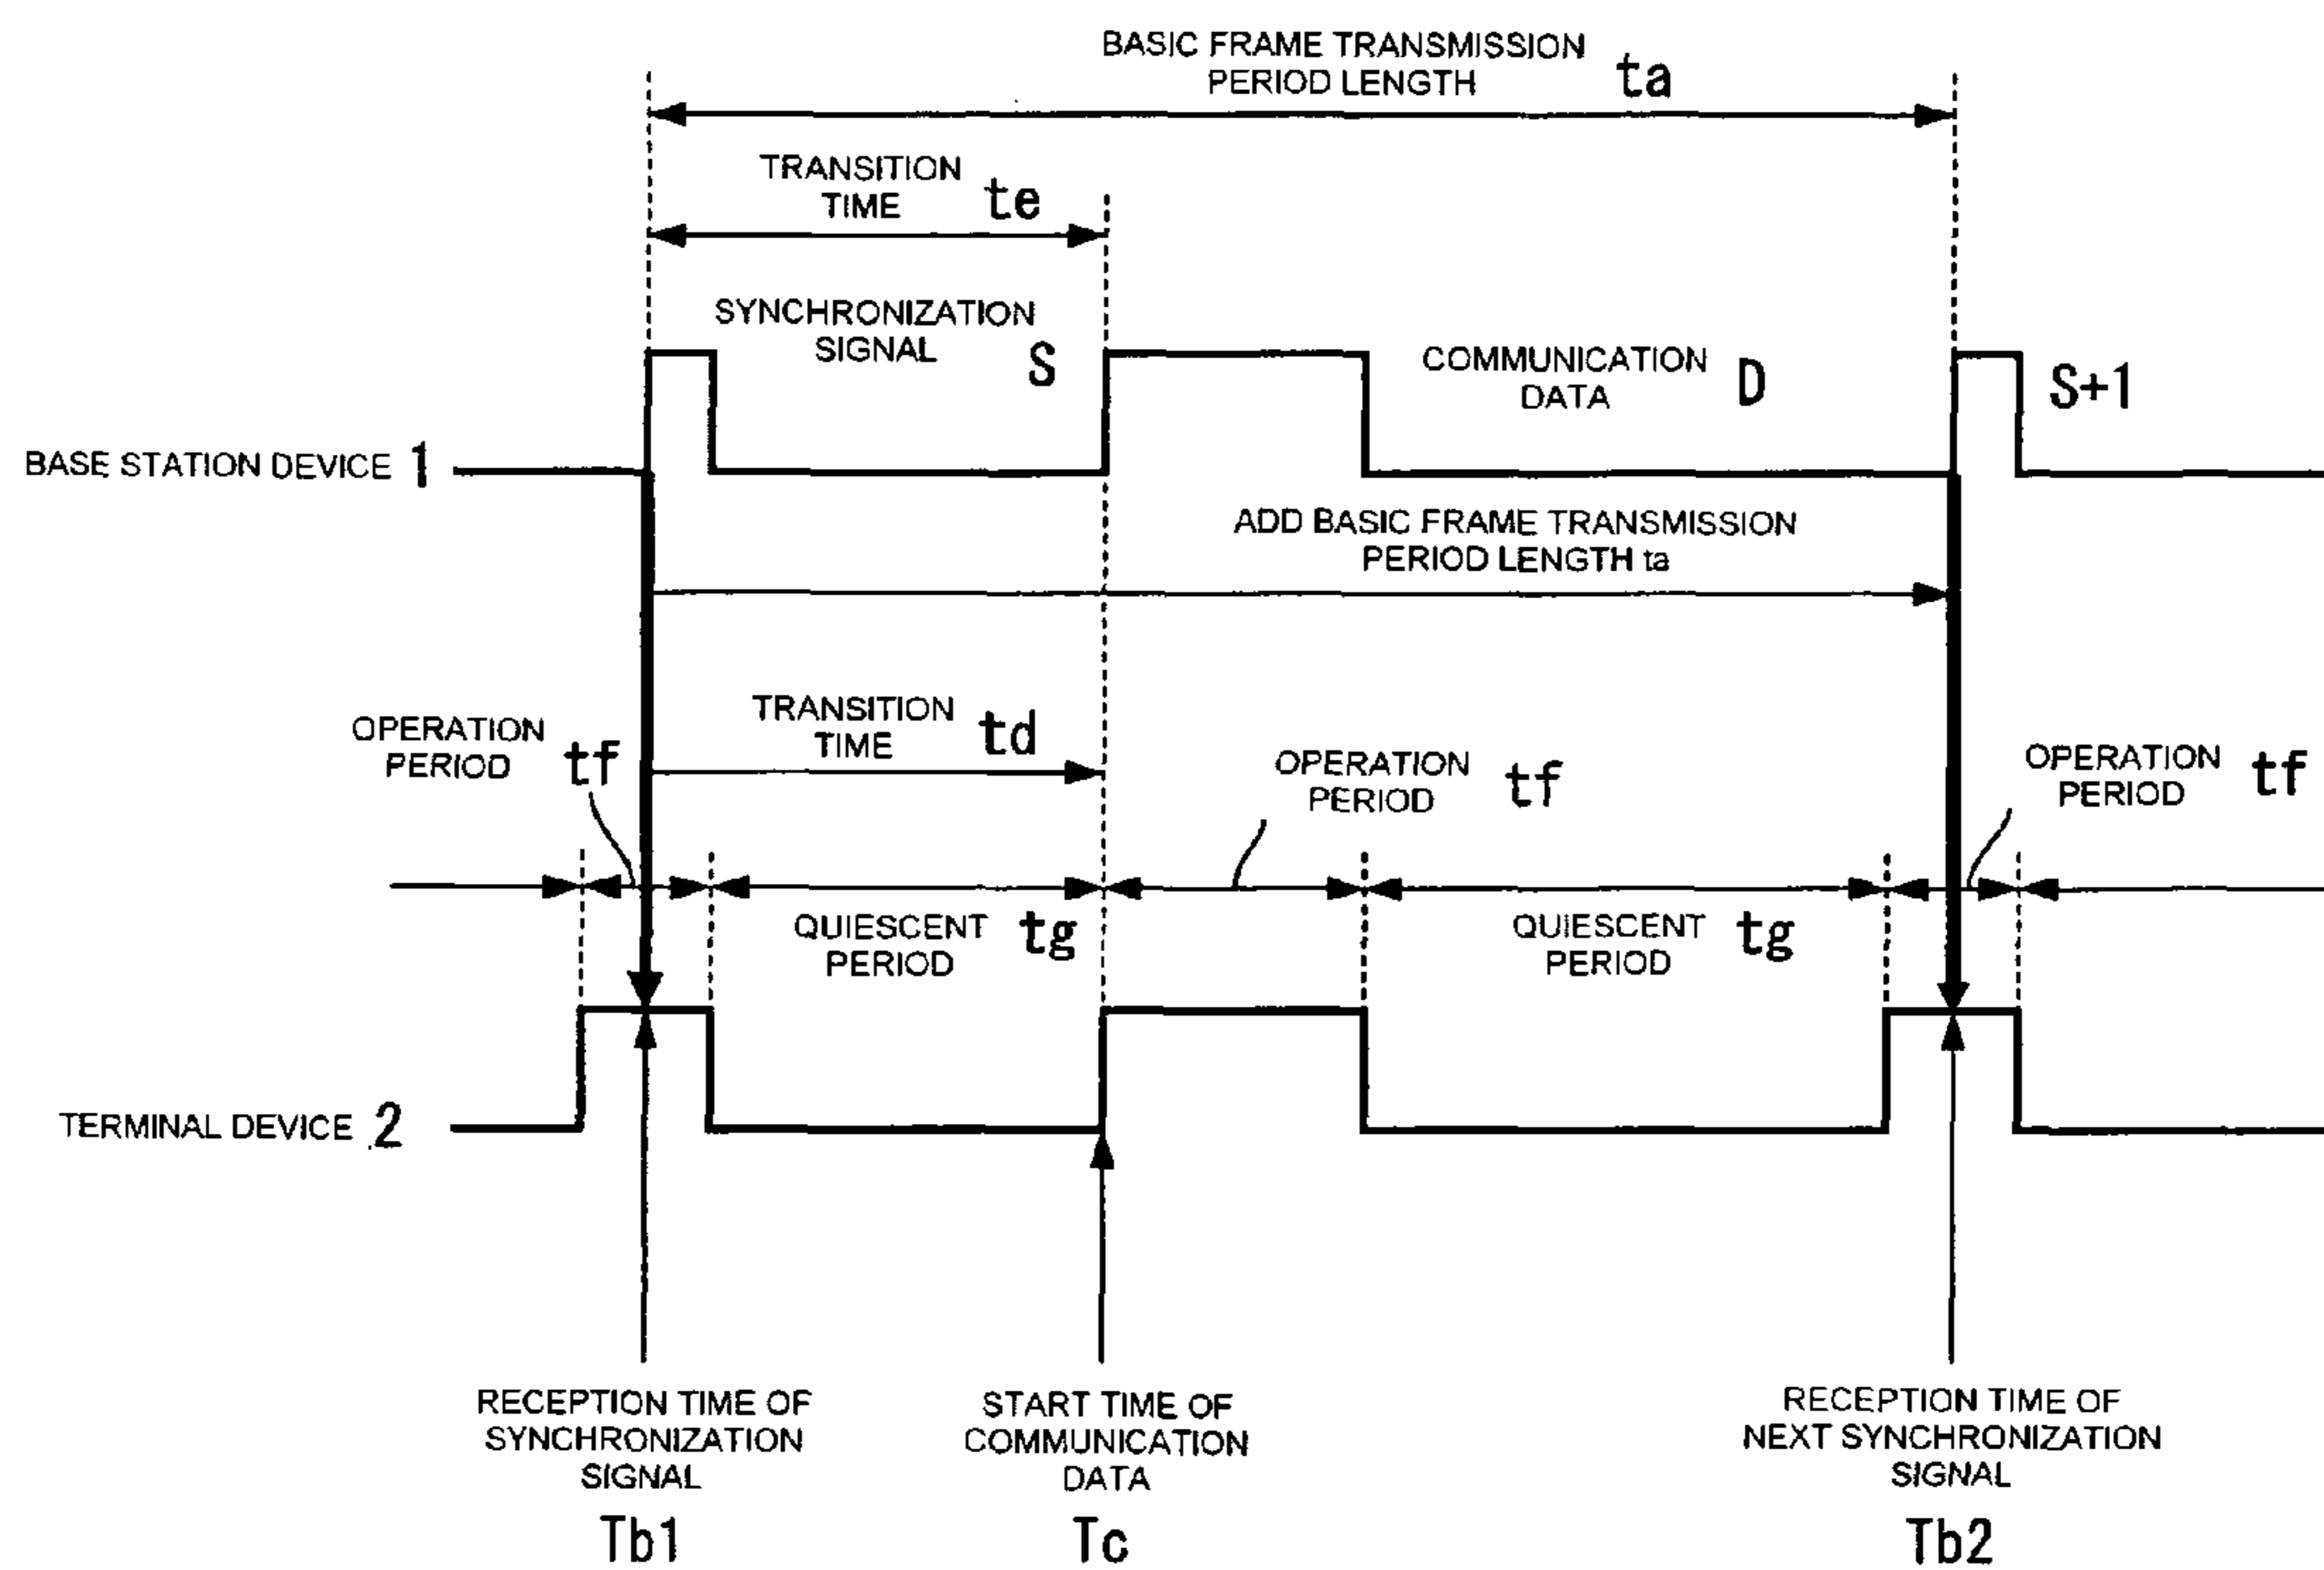 BASIC FRAME TRANSMISSION
PERIOD LENGTH ta
TRANSITION
TIME te
SYNCHRONIZATION
SIGNAL S
COMMUNICATION
DATA D
S+1
BASE STATION DEVICE 1
ADD BASIC FRAME TRANSMISSION
PERIOD LENGTH ta
OPERATION
PERIOD tf
TRANSITION
TIME td
OPERATION
PERIOD tf
OPERATION
PERIOD tf
QUIESCENT
PERIOD tg
QUIESCENT
PERIOD tg
TERMINAL DEVICE 2
RECEPTION TIME OF
SYNCHRONIZATION
SIGNAL
Tb1
START TIME OF
COMMUNICATION
DATA
Tc
RECEPTION TIME OF
NEXT SYNCHRONIZATION
SIGNAL
Tb2